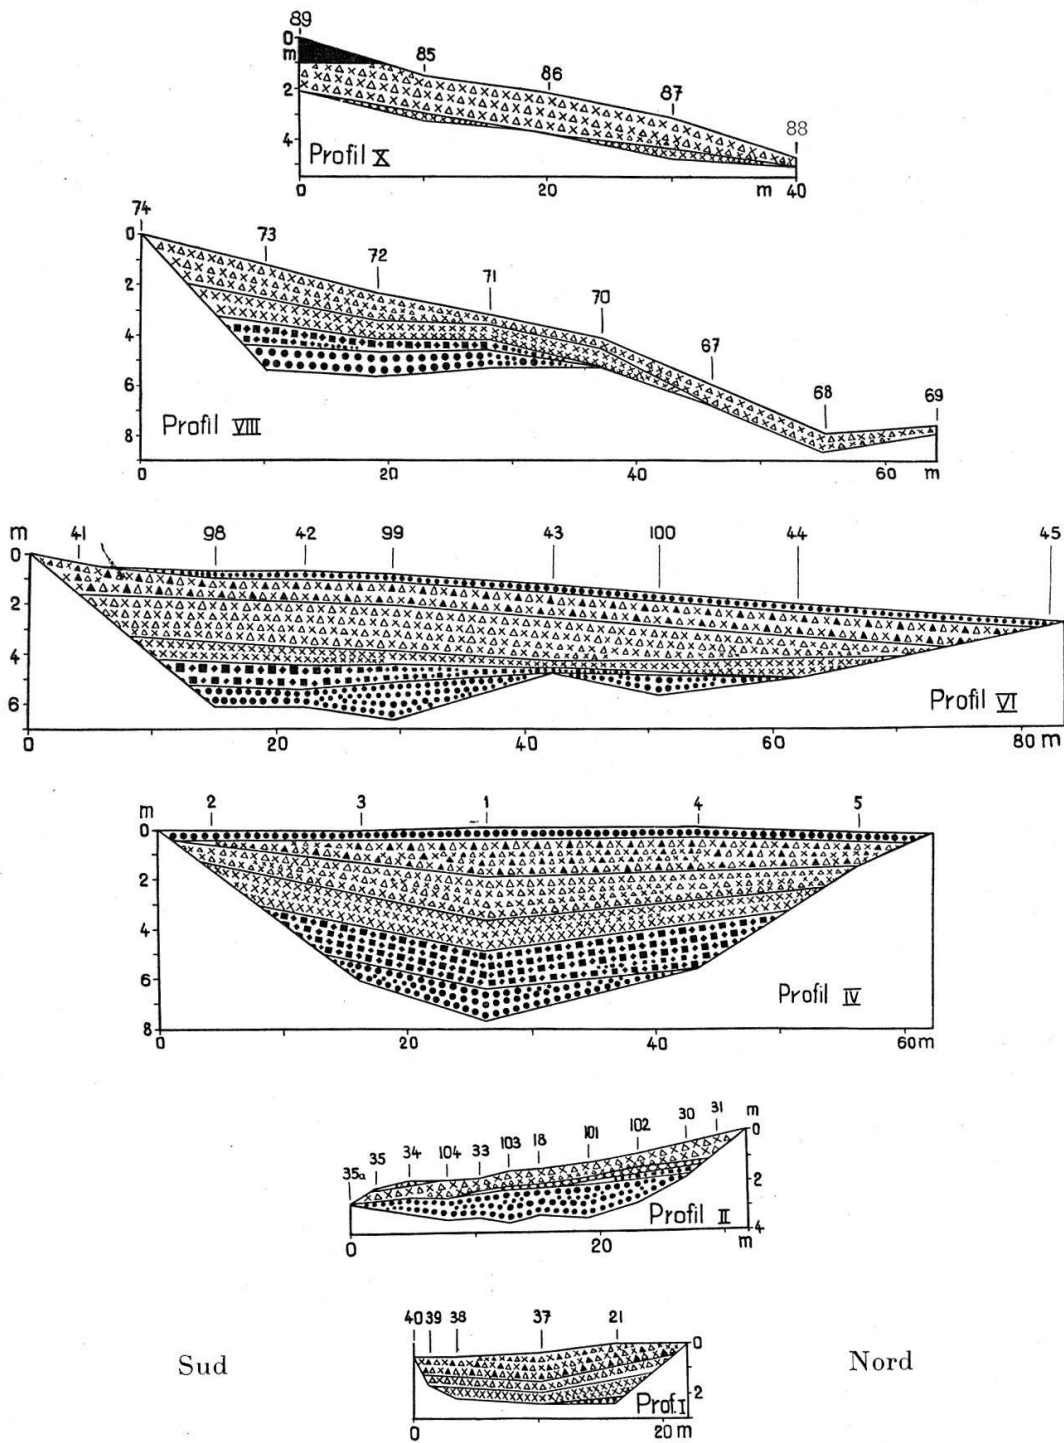 89
0
m
85
86
87
88
2
4
Profil X
0 20 m 40
74
0
73
72
71
70
67
68
69
2
4
6
8
Profil VIII
0 20 40 60 m
m 41 98 42 99 43 100 44 45
0
2
4
6
Profil VI
0 20 40 60 80 m
m 2 3 1 4 5
0
2
4
6
8
Profil IV
0 20 40 60 m
35a 35 34 104 33 103 18 101 102 30 31 m
0
2
4
Profil II
0 20 m
40 39 38 37 21
0
2
Prof. I
0 20 m
Sud Nord